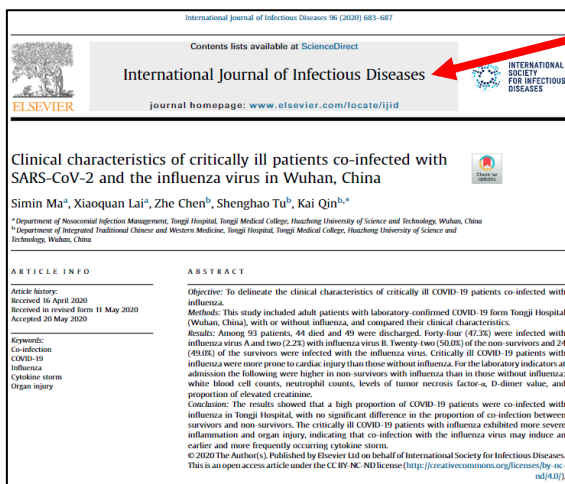 International Journal of Infectious Diseases 96 (2020) 683–687
Contents lists available at ScienceDirect
International Journal of Infectious Diseases
journal homepage: www.elsevier.com/locate/ijid
ELSEVIER
INTERNATIONAL
SOCIETY
FOR INFECTIOUS
DISEASES
Clinical characteristics of critically ill patients co-infected with
SARS-CoV-2 and the influenza virus in Wuhan, China
Check for
updates
Simin Maᵃ, Xiaoquan Laiᵃ, Zhe Chenᵇ, Shenghao Tuᵇ, Kai Qinᵇ,*
ᵃ Department of Nosocomial Infection Management, Tongji Hospital, Tongji Medical College, Huazhong University of Science and Technology, Wuhan, China
ᵇ Department of Integrated Traditional Chinese and Western Medicine, Tongji Hospital, Tongji Medical College, Huazhong University of Science and
Technology, Wuhan, China
ARTICLE INFO
Article history:
Received 16 April 2020
Received in revised form 11 May 2020
Accepted 20 May 2020
Keywords:
Co-infection
COVID-19
Influenza
Cytokine storm
Organ injury
ABSTRACT
Objective: To delineate the clinical characteristics of critically ill COVID-19 patients co-infected with
influenza.
Methods: This study included adult patients with laboratory-confirmed COVID-19 form Tongji Hospital
(Wuhan, China), with or without influenza, and compared their clinical characteristics.
Results: Among 93 patients, 44 died and 49 were discharged. Forty-four (47.3%) were infected with
influenza virus A and two (2.2%) with influenza virus B. Twenty-two (50.0%) of the non-survivors and 24
(49.0%) of the survivors were infected with the influenza virus. Critically ill COVID-19 patients with
influenza were more prone to cardiac injury than those without influenza. For the laboratory indicators at
admission the following were higher in non-survivors with influenza than in those without influenza:
white blood cell counts, neutrophil counts, levels of tumor necrosis factor-α, D-dimer value, and
proportion of elevated creatinine.
Conclusion: The results showed that a high proportion of COVID-19 patients were co-infected with
influenza in Tongji Hospital, with no significant difference in the proportion of co-infection between
survivors and non-survivors. The critically ill COVID-19 patients with influenza exhibited more severe
inflammation and organ injury, indicating that co-infection with the influenza virus may induce an
earlier and more frequently occurring cytokine storm.
© 2020 The Author(s). Published by Elsevier Ltd on behalf of International Society for Infectious Diseases.
This is an open access article under the CC BY-NC-ND license (http://creativecommons.org/licenses/by-nc-
nd/4.0/).